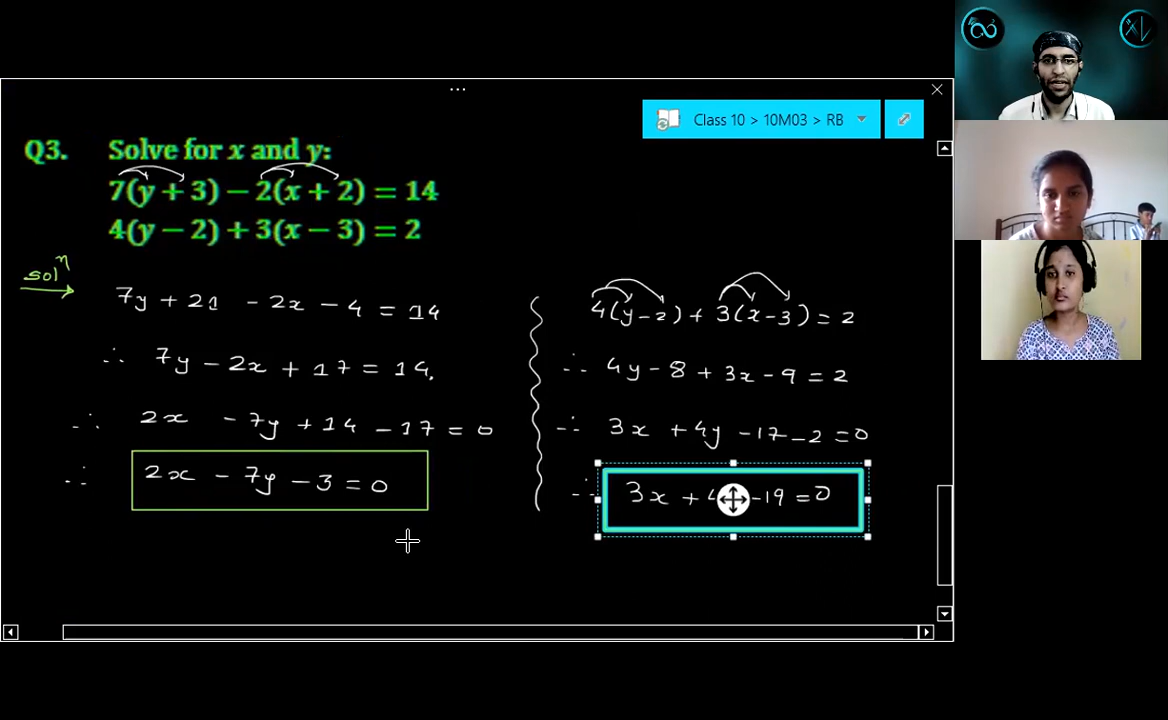 Class 10 > 10M03 > RB
Q3. Solve for x and y:
7(y + 3) − 2(x + 2) = 14
4(y − 2) + 3(x − 3) = 2
solⁿ
7y + 21 - 2x - 4 = 14
∴ 7y - 2x + 17 = 14.
∴ 2x - 7y + 14 - 17 = 0
∴ 2x - 7y - 3 = 0
4(y-2) + 3(x-3) = 2
∴ 4y - 8 + 3x - 9 = 2
∴ 3x + 4y - 17 - 2 = 0
∴ 3x + 4 -19 = 0